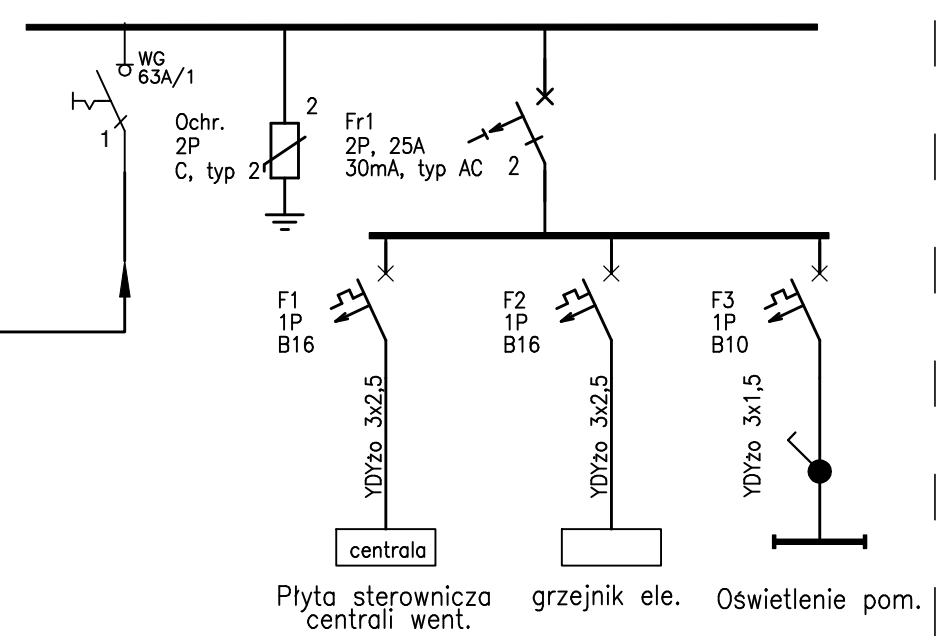 WG
63A/1
1
Ochr.
2P
C, typ 2
2
Fr1
2P, 25A
30mA, typ AC
2
F1
1P
B16
F2
1P
B16
F3
1P
B10
YDYżo 3x2,5
YDYżo 3x2,5
YDYżo 3x1,5
centrala
Płyta sterownicza
centrali went.
grzejnik ele.
Oświetlenie pom.